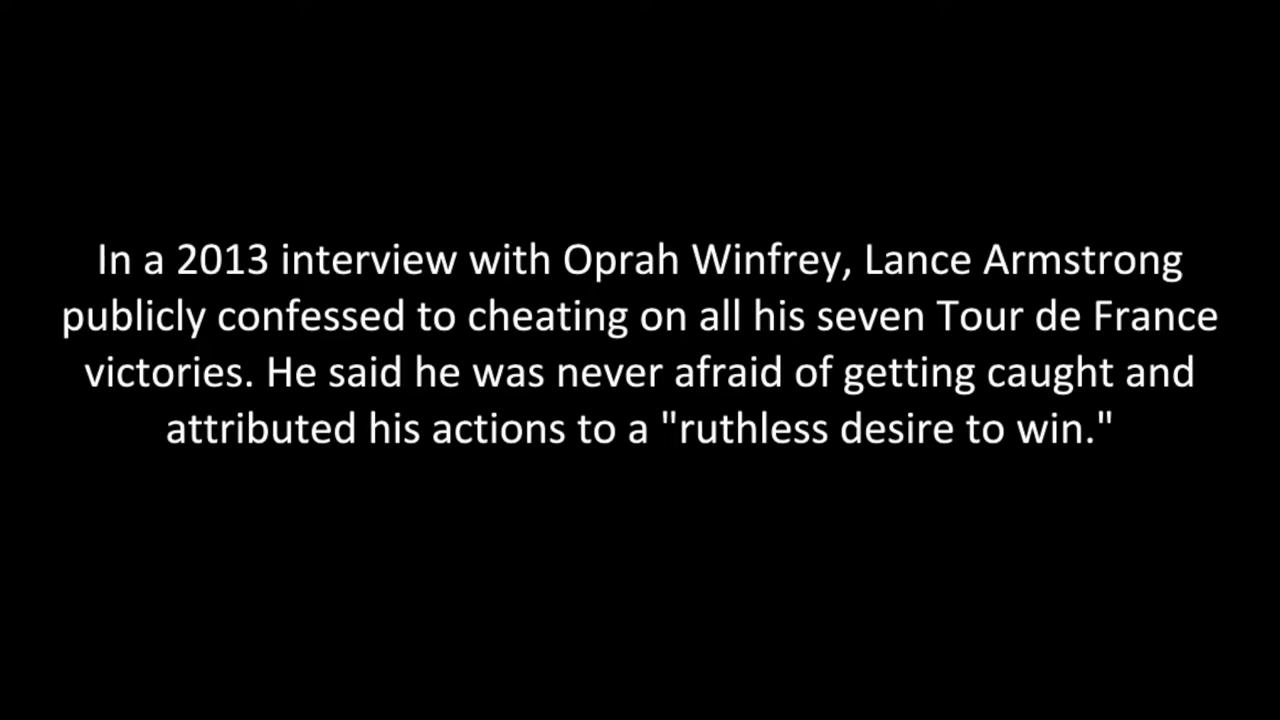 In a 2013 interview with Oprah Winfrey, Lance Armstrong
publicly confessed to cheating on all his seven Tour de France
victories. He said he was never afraid of getting caught and
attributed his actions to a "ruthless desire to win."